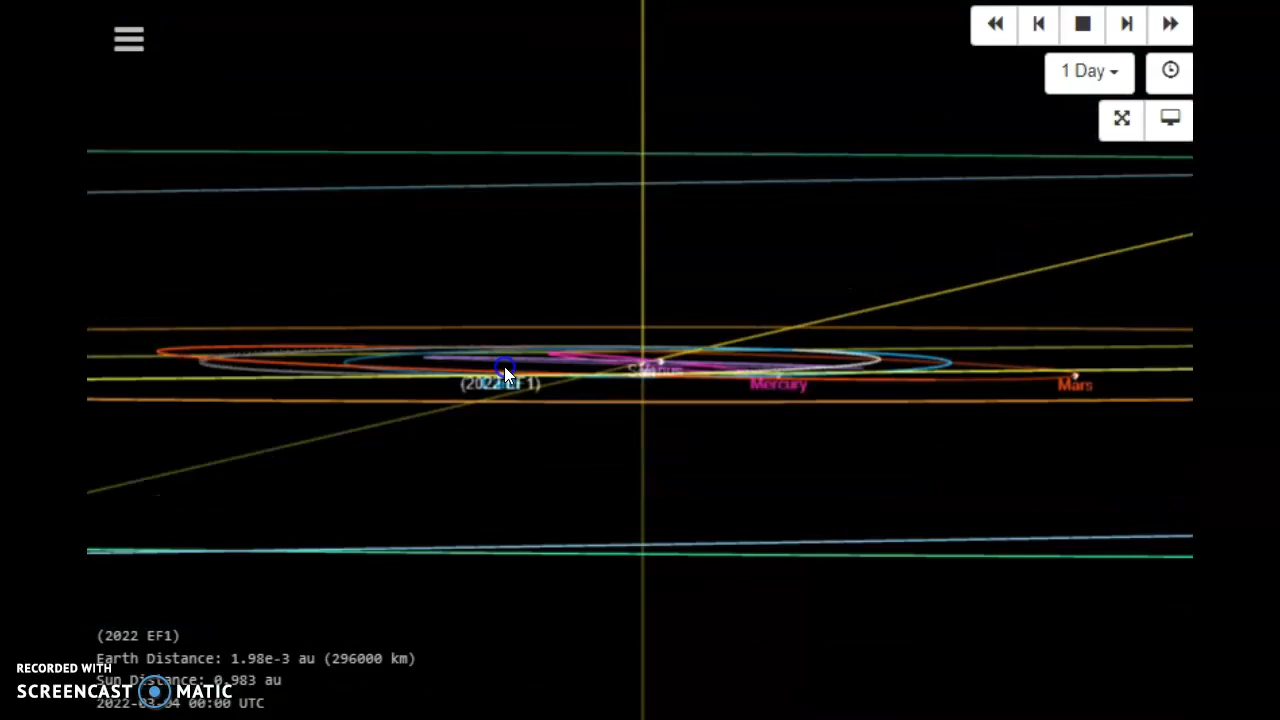 1 Day
(2022 EF1)
Venus
Mercury
Mars
(2022 EF1)
Earth Distance: 1.98e-3 au (296000 km)
Sun Distance: 0.983 au
2022-03-04 00:00 UTC
RECORDED WITH
SCREENCAST MATIC